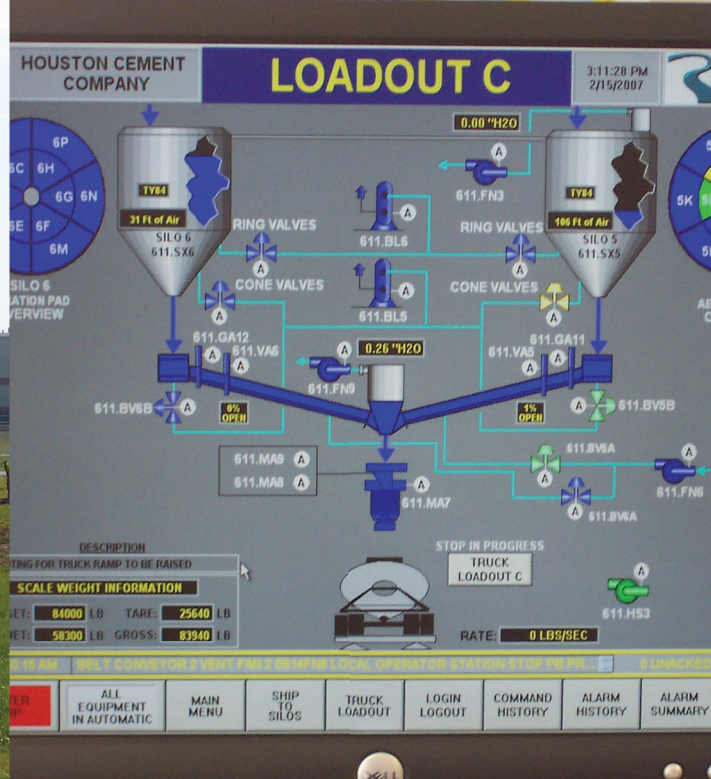 HOUSTON CEMENT
COMPANY
LOADOUT C
3:11:28 PM
2/15/2007
0.00 "H2O
A
611.FN3
6P
6C
6H
6G
6N
6E
6F
6M
TY84
31 Ft of Air
SILO 6
611.SX6
SILO 6
RING VALVES
A
CONE VALVES
A
A
611.BL6
A
611.BL5
RING VALVES
A
CONE VALVES
A
TY84
106 Ft of Air
SILO 5
611.SX5
5K
611.GA12
A
611.VA6
A
A
611.FN9
0.26 "H2O
611.GA11
A
611.VA5
A
611.BV6B
A
0%
OPEN
1%
OPEN
A
611.BV5B
611.MA9 A
611.MA8 A
A
611.MA7
611.BV5A
A
A
611.BV6A
A
611.FN6
DESCRIPTION
TING FOR TRUCK RAMP TO BE RAISED
SCALE WEIGHT INFORMATION
84000 LB TARE: 25640 LB
58300 LB GROSS: 83940 LB
STOP IN PROGRESS
TRUCK
LOADOUT C
A
611.HS3
RATE: 0 LBS/SEC
BELT CONVEYOR 2 VENT FAN 2 LOCAL OPERATOR STATION STOP PB PR... 0 UNACKED
ALL
EQUIPMENT
IN AUTOMATIC
MAIN
MENU
SHIP
TO
SILOS
TRUCK
LOADOUT
LOGIN
LOGOUT
COMMAND
HISTORY
ALARM
HISTORY
ALARM
SUMMARY
DELL